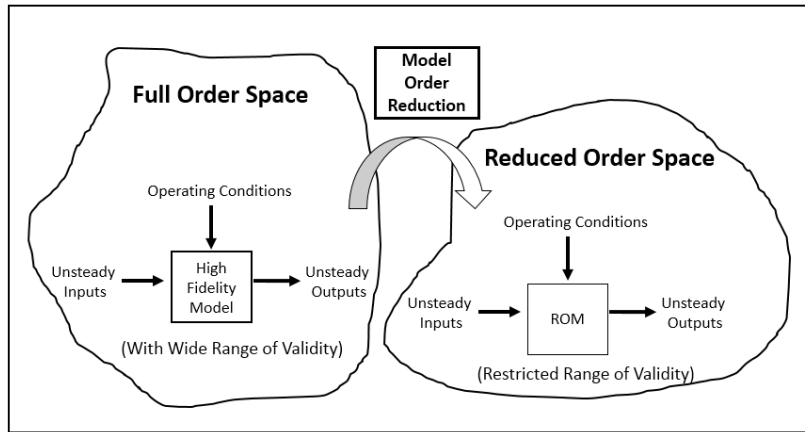 Full Order Space
Operating Conditions
Unsteady
Inputs
High
Fidelity
Model
Unsteady
Outputs
(With Wide Range of Validity)
Model
Order
Reduction
Reduced Order Space
Operating Conditions
Unsteady
Inputs
ROM
Unsteady
Outputs
(Restricted Range of Validity)